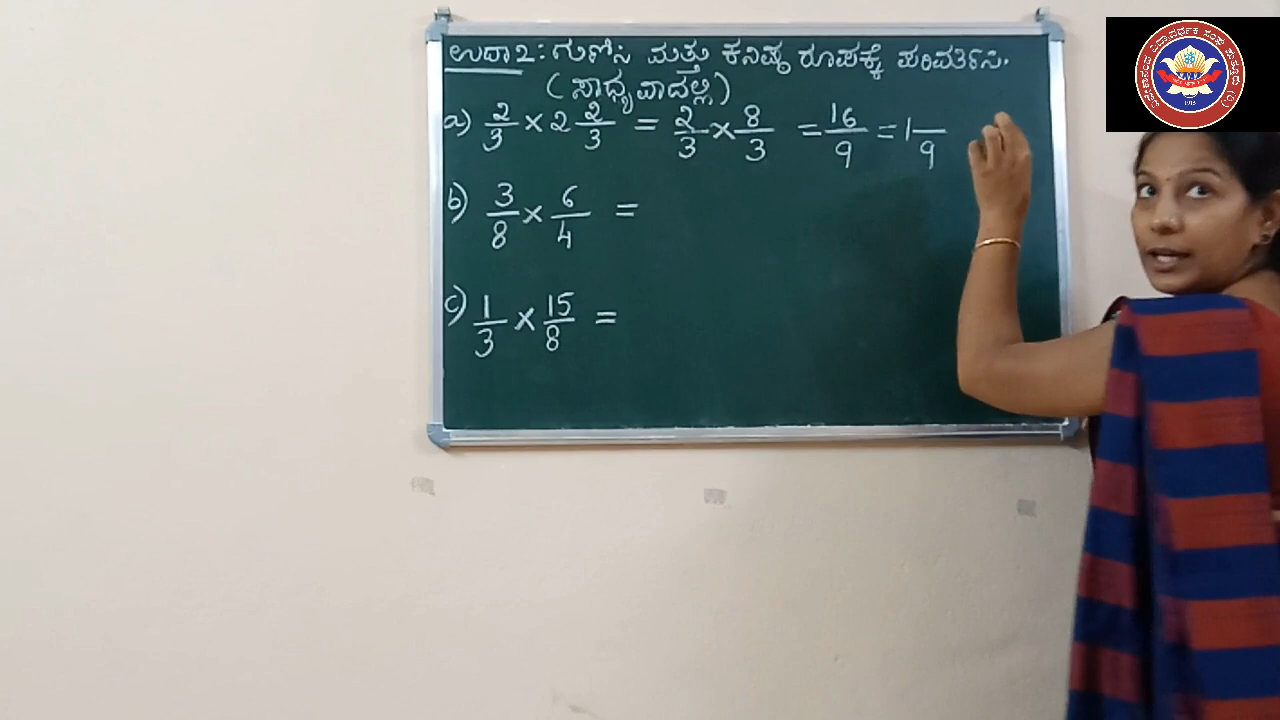 ಉದಾ 2: ಗುಣಿಸಿ ಮತ್ತು ಕನಿಷ್ಠ ರೂಪಕ್ಕೆ ಪರಿವರ್ತಿಸಿ.
(ಸಾಧ್ಯವಾದಲ್ಲಿ)
a) 2/3 × 2 2/3 = 2/3 × 8/3 = 16/9 = 1 /9
b) 3/8 × 6/4 =
c) 1/3 × 15/8 =
1915